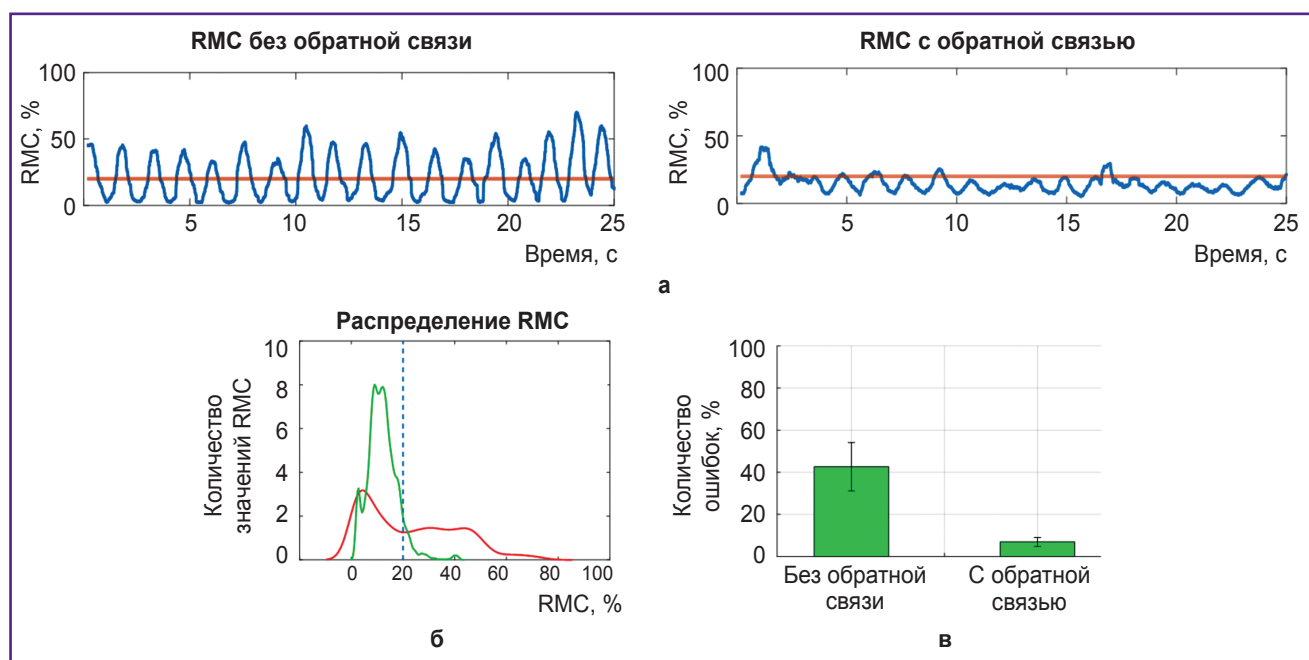 RMC без обратной связи
RMC, %
100
50
0
5
10
15
20
25
Время, с
RMC с обратной связью
RMC, %
100
50
0
5
10
15
20
25
Время, с
а
Распределение RMC
Количество
значений RMC
10
8
6
4
2
0
0
20
40
60
80
100
RMC, %
б
Количество
ошибок, %
100
80
60
40
20
0
Без обратной
связи
С обратной
связью
в